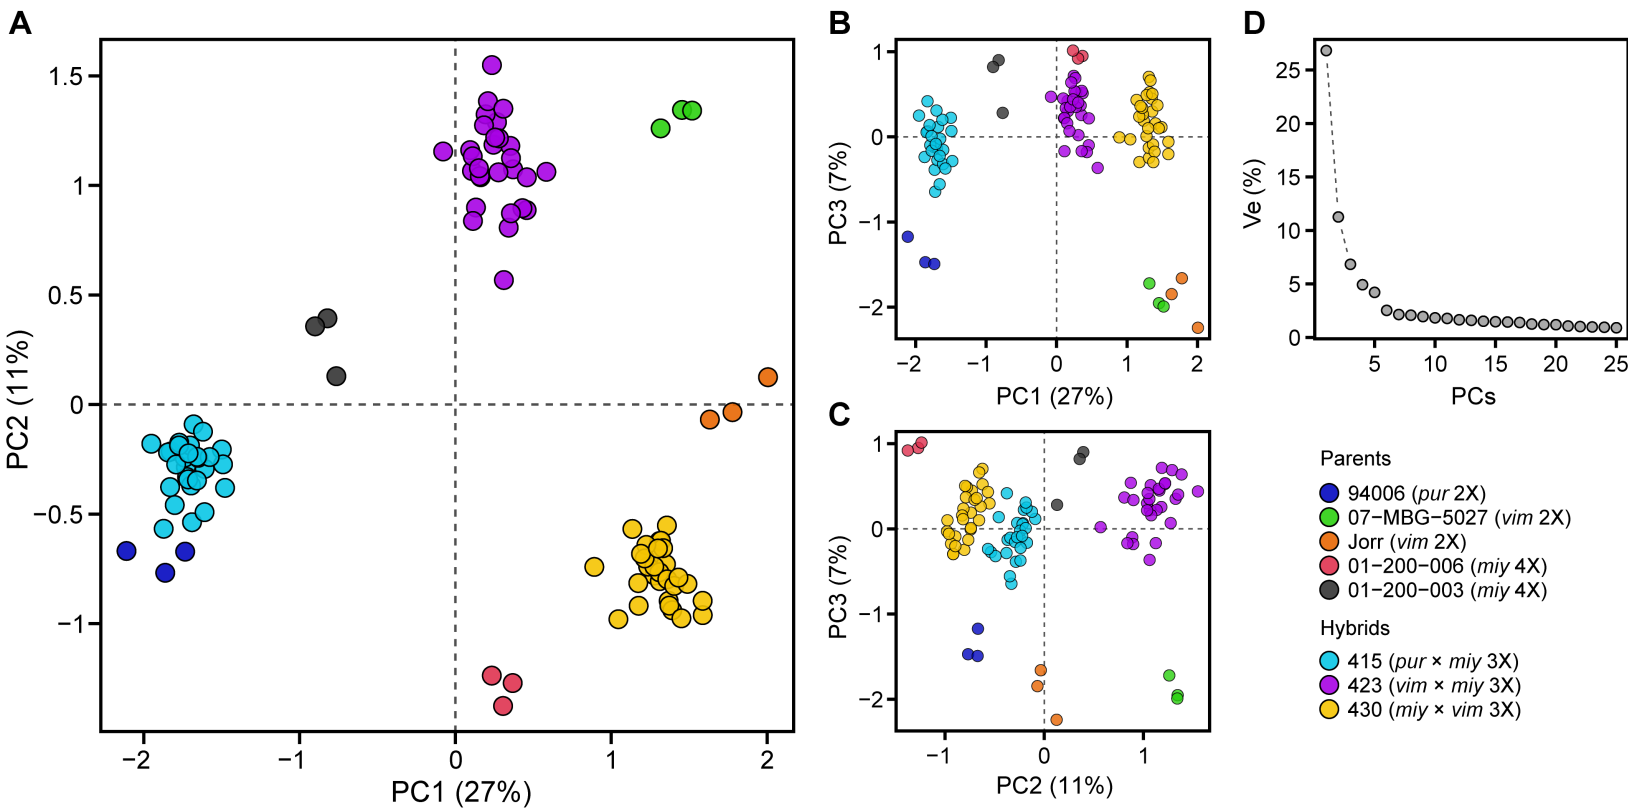 A
1.5
1
0.5
0
−0.5
−1
PC2 (11%)
−2
−1
0
1
2
PC1 (27%)
B
1
0
−1
−2
PC3 (7%)
−2
−1
0
1
2
PC1 (27%)
C
1
0
−1
−2
PC3 (7%)
−1
0
1
PC2 (11%)
D
25
20
15
10
5
0
Ve (%)
5
10
15
20
25
PCs
Parents
94006 (pur 2X)
07−MBG−5027 (vim 2X)
Jorr (vim 2X)
01−200−006 (miy 4X)
01−200−003 (miy 4X)
Hybrids
415 (pur × miy 3X)
423 (vim × miy 3X)
430 (miy × vim 3X)